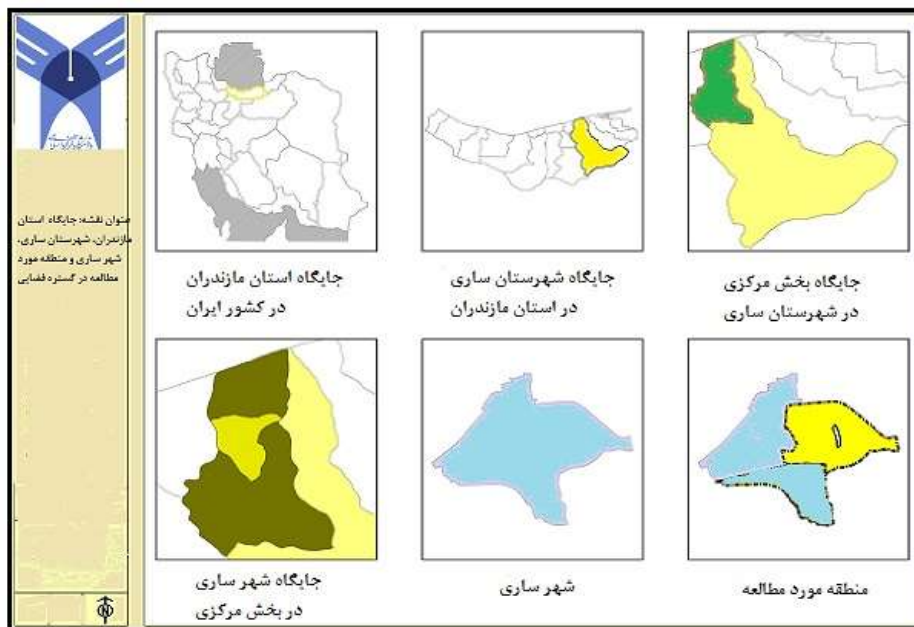 عنوان نقشه: جایگاه استان
مازندران، شهرستان ساری،
شهر ساری و منطقه مورد
مطالعه در گستره فضایی
جایگاه استان مازندران
در کشور ایران
جایگاه شهرستان ساری
در استان مازندران
جایگاه بخش مرکزی
در شهرستان ساری
جایگاه شهر ساری
در بخش مرکزی
شهر ساری
منطقه مورد مطالعه
N